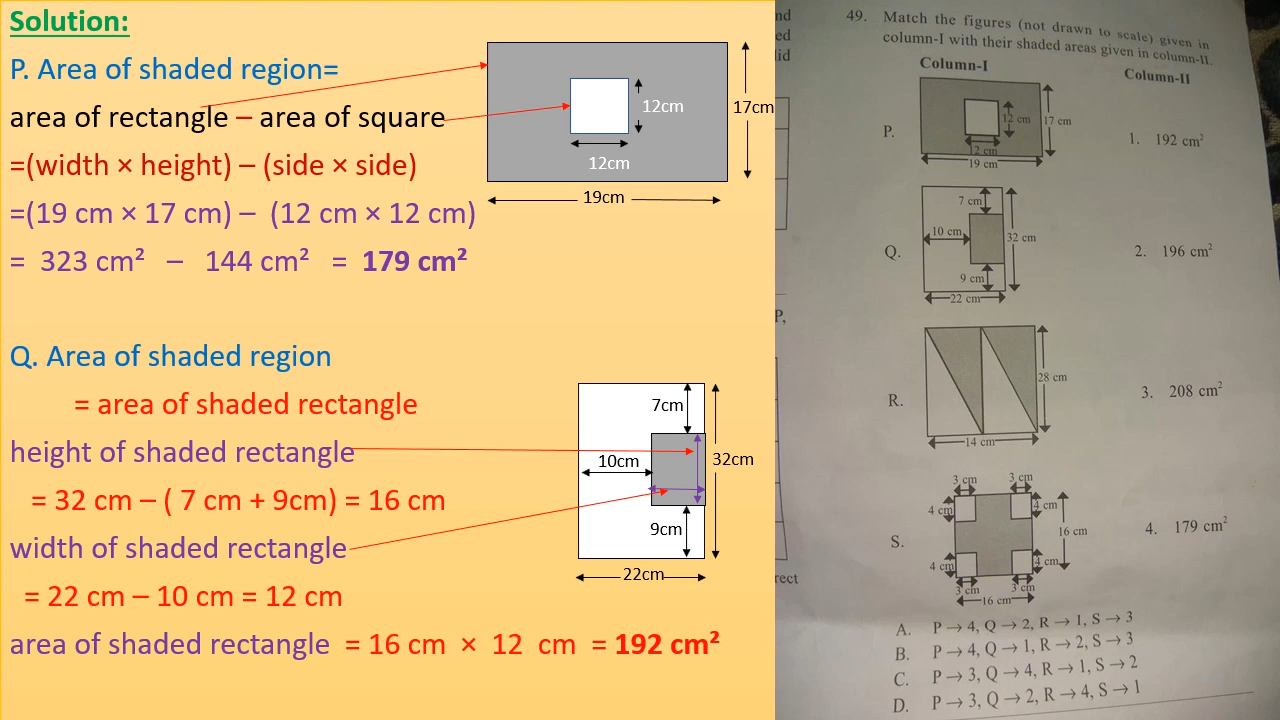 Solution:
P. Area of shaded region=
area of rectangle – area of square
=(width × height) – (side × side)
=(19 cm × 17 cm) – (12 cm × 12 cm)
= 323 cm² – 144 cm² = 179 cm²
12cm
17cm
12cm
19cm
Q. Area of shaded region
= area of shaded rectangle
height of shaded rectangle
= 32 cm – ( 7 cm + 9cm) = 16 cm
width of shaded rectangle
= 22 cm – 10 cm = 12 cm
area of shaded rectangle = 16 cm × 12 cm = 192 cm²
7cm
10cm
32cm
9cm
22cm
nd
ed
lid
P,
rect
49. Match the figures (not drawn to scale) given in
column-I with their shaded areas given in column-II.
Column-I
Column-II
P.
12 cm
17 cm
12 cm
19 cm
1. 192 cm²
Q.
7 cm
10 cm
32 cm
9 cm
22 cm
2. 196 cm²
R.
28 cm
14 cm
3. 208 cm²
S.
3 cm
3 cm
4 cm
4 cm
16 cm
4 cm
4 cm
3 cm
3 cm
16 cm
4. 179 cm²
A. P → 4, Q → 2, R → 1, S → 3
B. P → 4, Q → 1, R → 2, S → 3
C. P → 3, Q → 4, R → 1, S → 2
D. P → 3, Q → 2, R → 4, S → 1